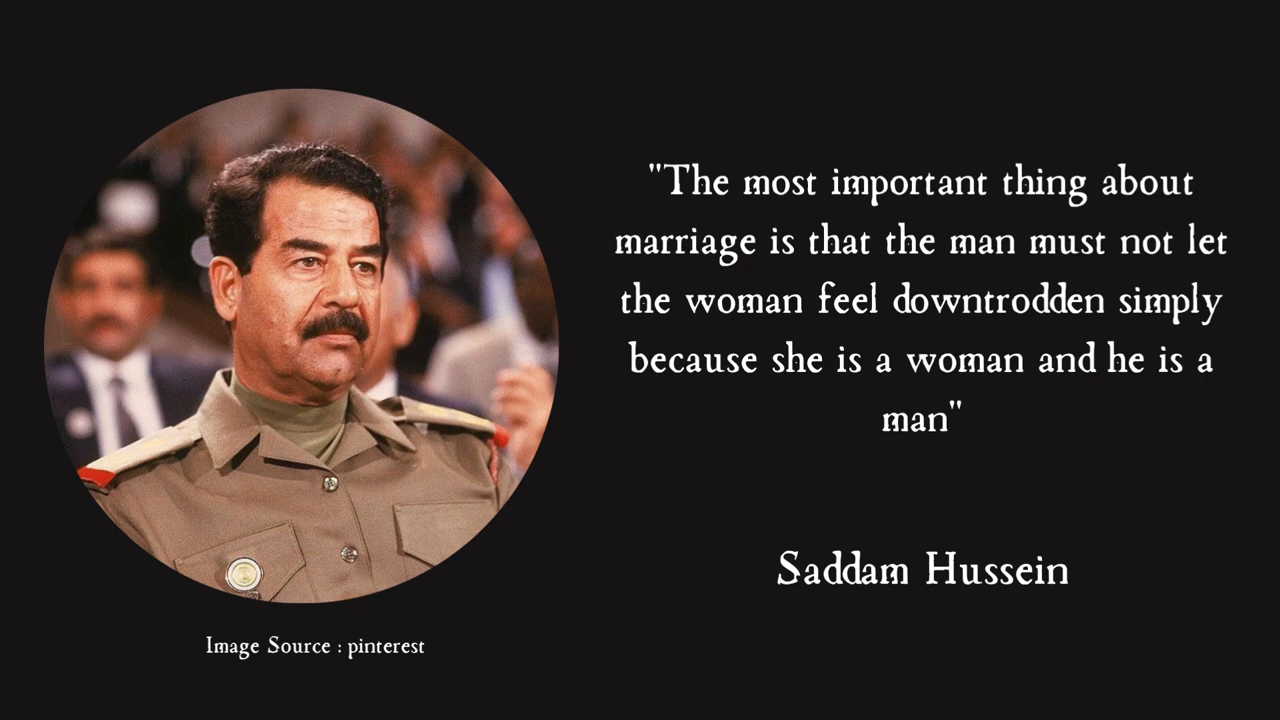 "The most important thing about
marriage is that the man must not let
the woman feel downtrodden simply
because she is a woman and he is a
man"
Saddam Hussein
Image Source : pinterest